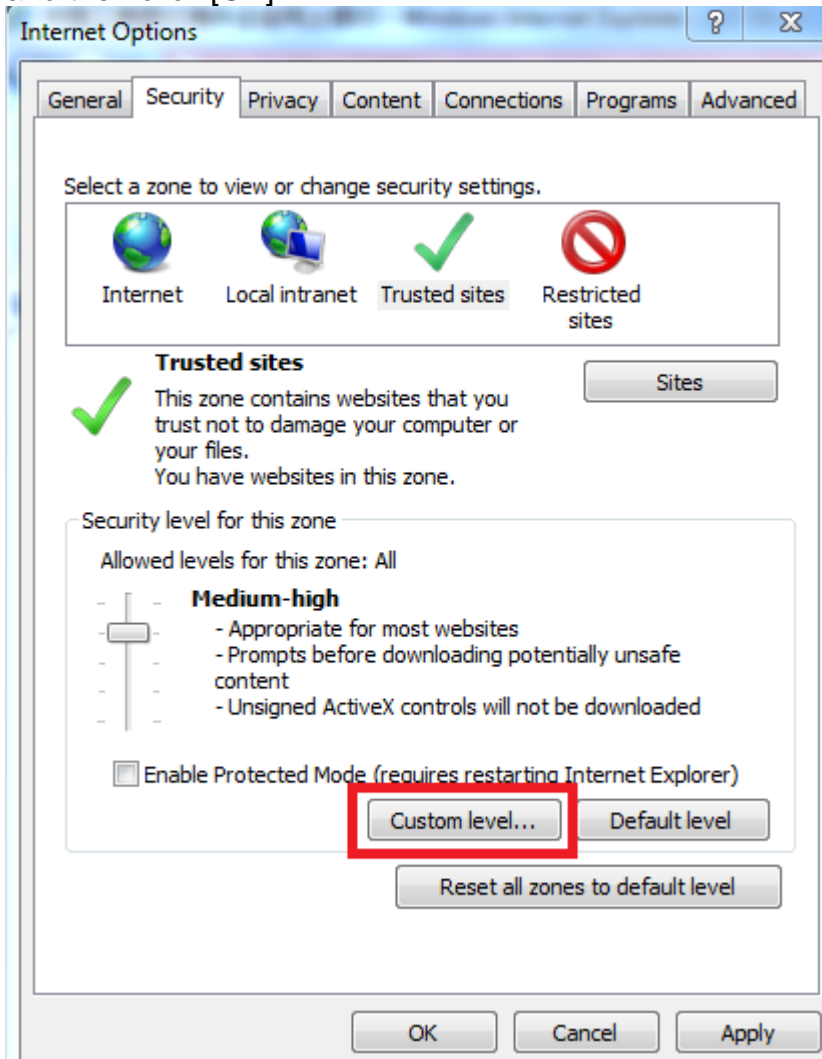 Internet Options
General Security Privacy Content Connections Programs Advanced
Select a zone to view or change security settings.
Internet Local intranet Trusted sites Restricted sites
Trusted sites
Sites
This zone contains websites that you
trust not to damage your computer or
your files.
You have websites in this zone.
Security level for this zone
Allowed levels for this zone: All
Medium-high
- Appropriate for most websites
- Prompts before downloading potentially unsafe
content
- Unsigned ActiveX controls will not be downloaded
Enable Protected Mode (requires restarting Internet Explorer)
Custom level... Default level
Reset all zones to default level
OK Cancel Apply